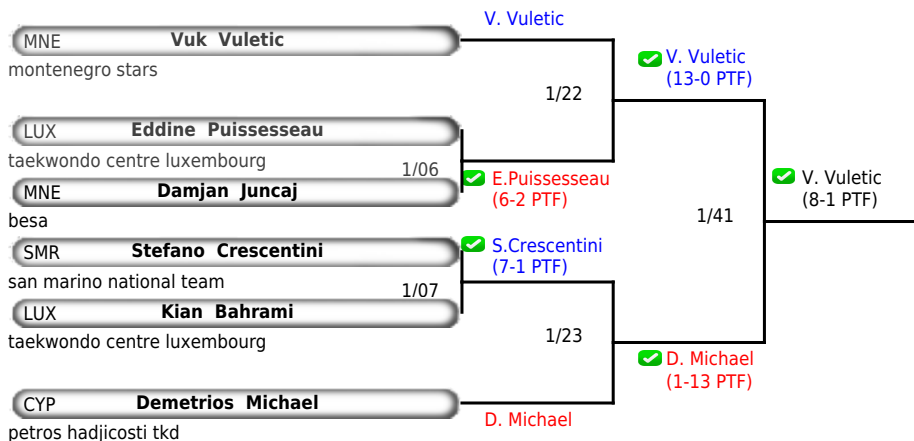 V. Vuletic
MNE Vuk Vuletic
montenegro stars
V. Vuletic
(13-0 PTF)
1/22
LUX Eddine Puissesseau
taekwondo centre luxembourg
1/06
E.Puissesseau
(6-2 PTF)
MNE Damjan Juncaj
besa
V. Vuletic
(8-1 PTF)
1/41
SMR Stefano Crescentini
san marino national team
S.Crescentini
(7-1 PTF)
1/07
LUX Kian Bahrami
taekwondo centre luxembourg
1/23
D. Michael
(1-13 PTF)
CYP Demetrios Michael
petros hadjicosti tkd
D. Michael